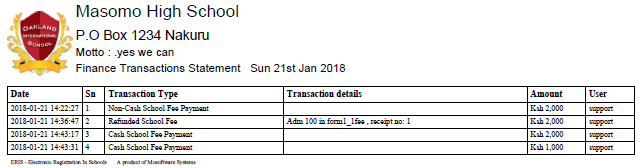 OAKLAND
INTERNATIONAL
SCHOOL
Masomo High School
P.O Box 1234 Nakuru
Motto : .yes we can
Finance Transactions Statement Sun 21st Jan 2018
Date Sn Transaction Type Transaction details Amount User
2018-01-21 14:22:27 1 Non-Cash School Fee Payment Ksh 2,000 support
2018-01-21 14:36:47 2 Refunded School Fee Adm 100 in form1_1fee , receipt no: 1 Ksh 2,000 support
2018-01-21 14:43:17 3 Cash School Fee Payment Ksh 2,000 support
2018-01-21 14:43:31 4 Cash School Fee Payment Ksh 1,000 support
ERIS - Electronic Registration In Schools A product of Mosoftware Systems